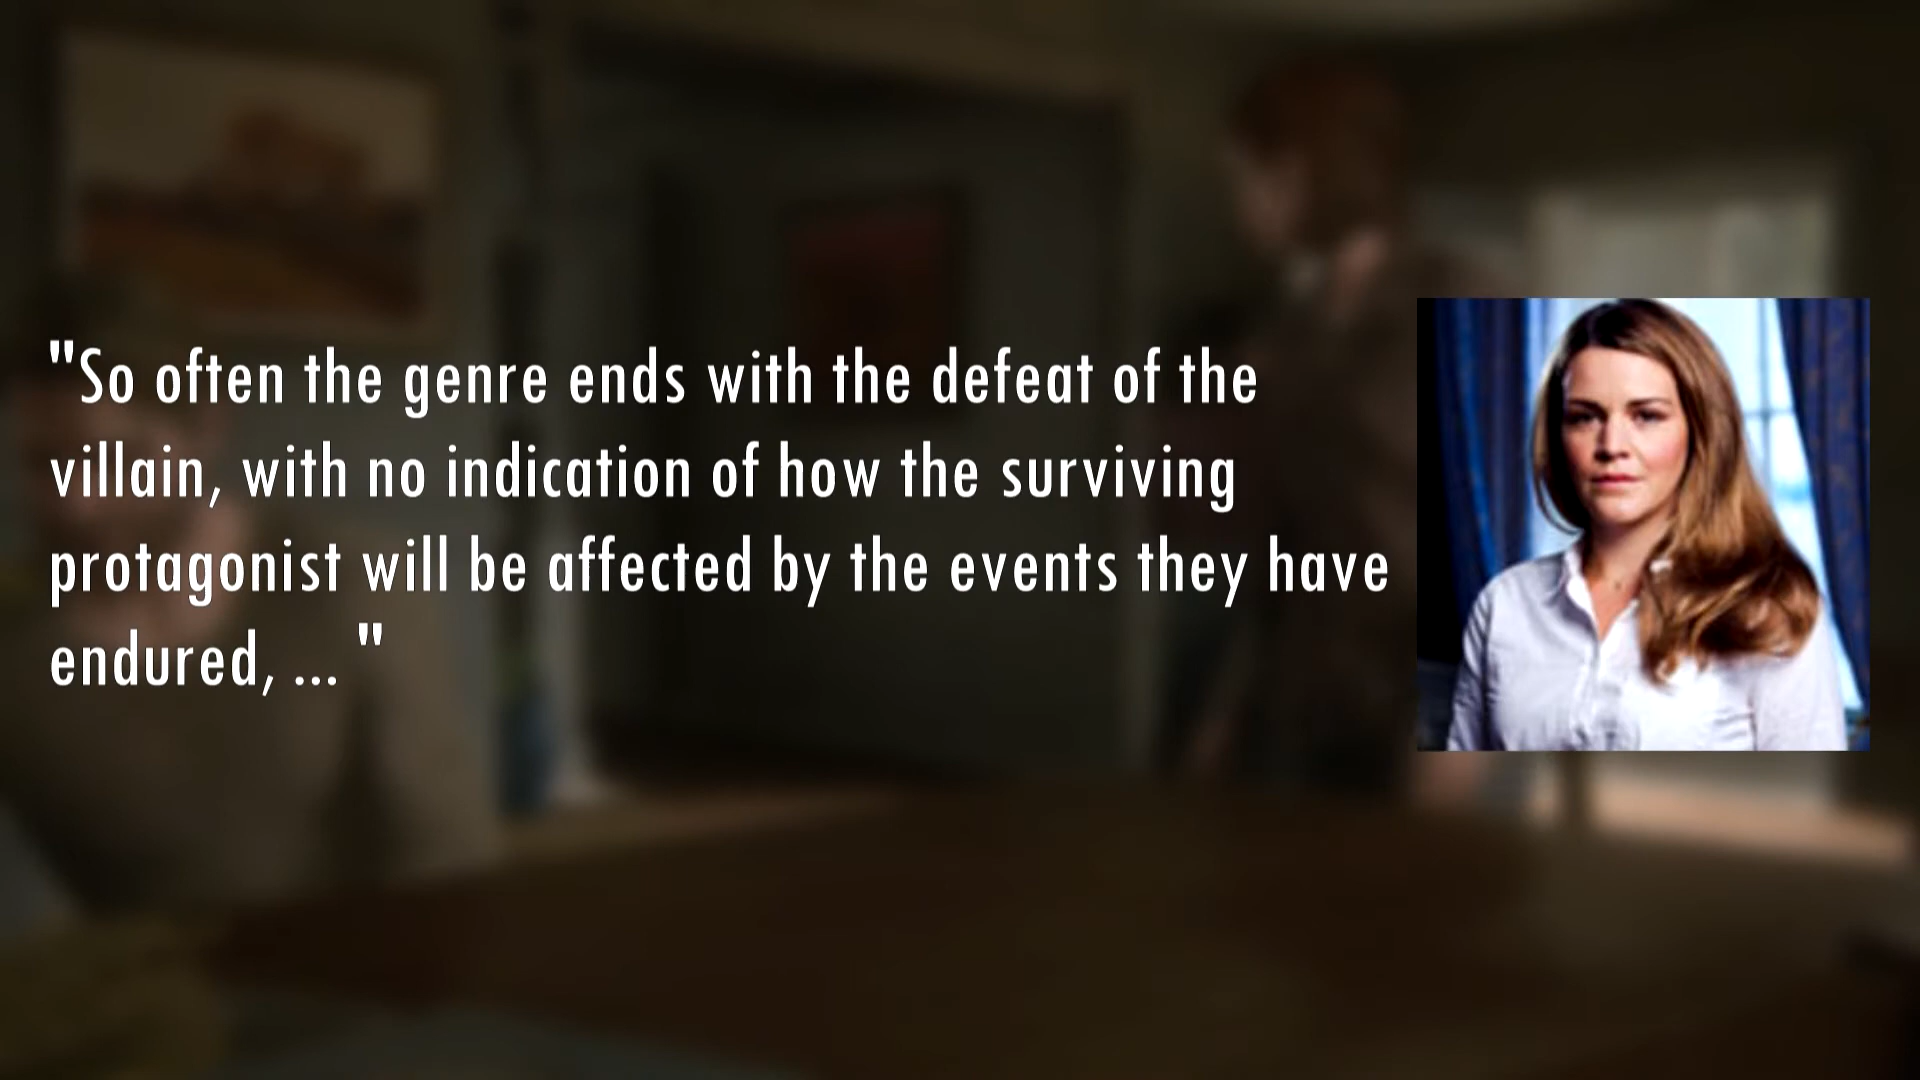 "So often the genre ends with the defeat of the
villain, with no indication of how the surviving
protagonist will be affected by the events they have
endured, ... "